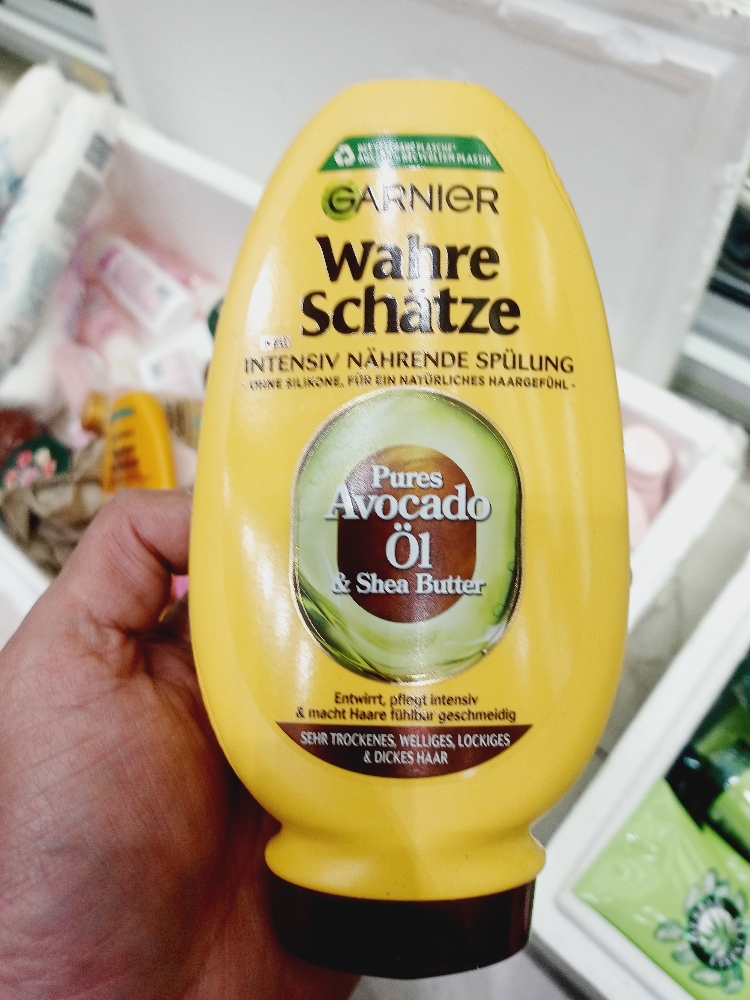 GARNIER
Wahre
Schätze
INTENSIV NÄHRENDE SPÜLUNG
- OHNE SILIKONE, FÜR EIN NATÜRLICHES HAARGEFÜHL -
Pures
Avocado
Öl
& Shea Butter
Entwirrt, pflegt intensiv
& macht Haare fühlbar geschmeidig
SEHR TROCKENES, WELLIGES, LOCKIGES
& DICKES HAAR